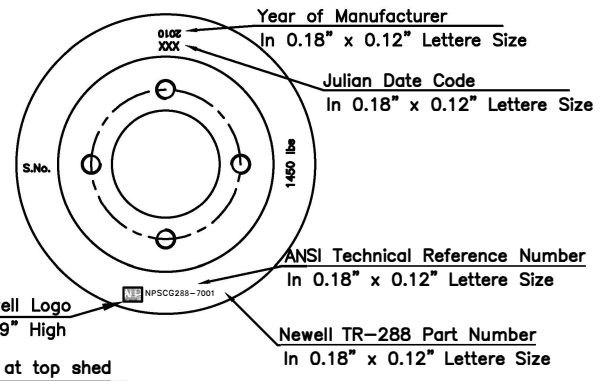 Year of Manufacturer
In 0.18" x 0.12" Lettere Size
2010
XXX
Julian Date Code
In 0.18" x 0.12" Lettere Size
S.No.
1450 lbs
ANSI Technical Reference Number
In 0.18" x 0.12" Lettere Size
NPSCG288-7001
ell Logo
9" High
Newell TR-288 Part Number
In 0.18" x 0.12" Lettere Size
at top shed